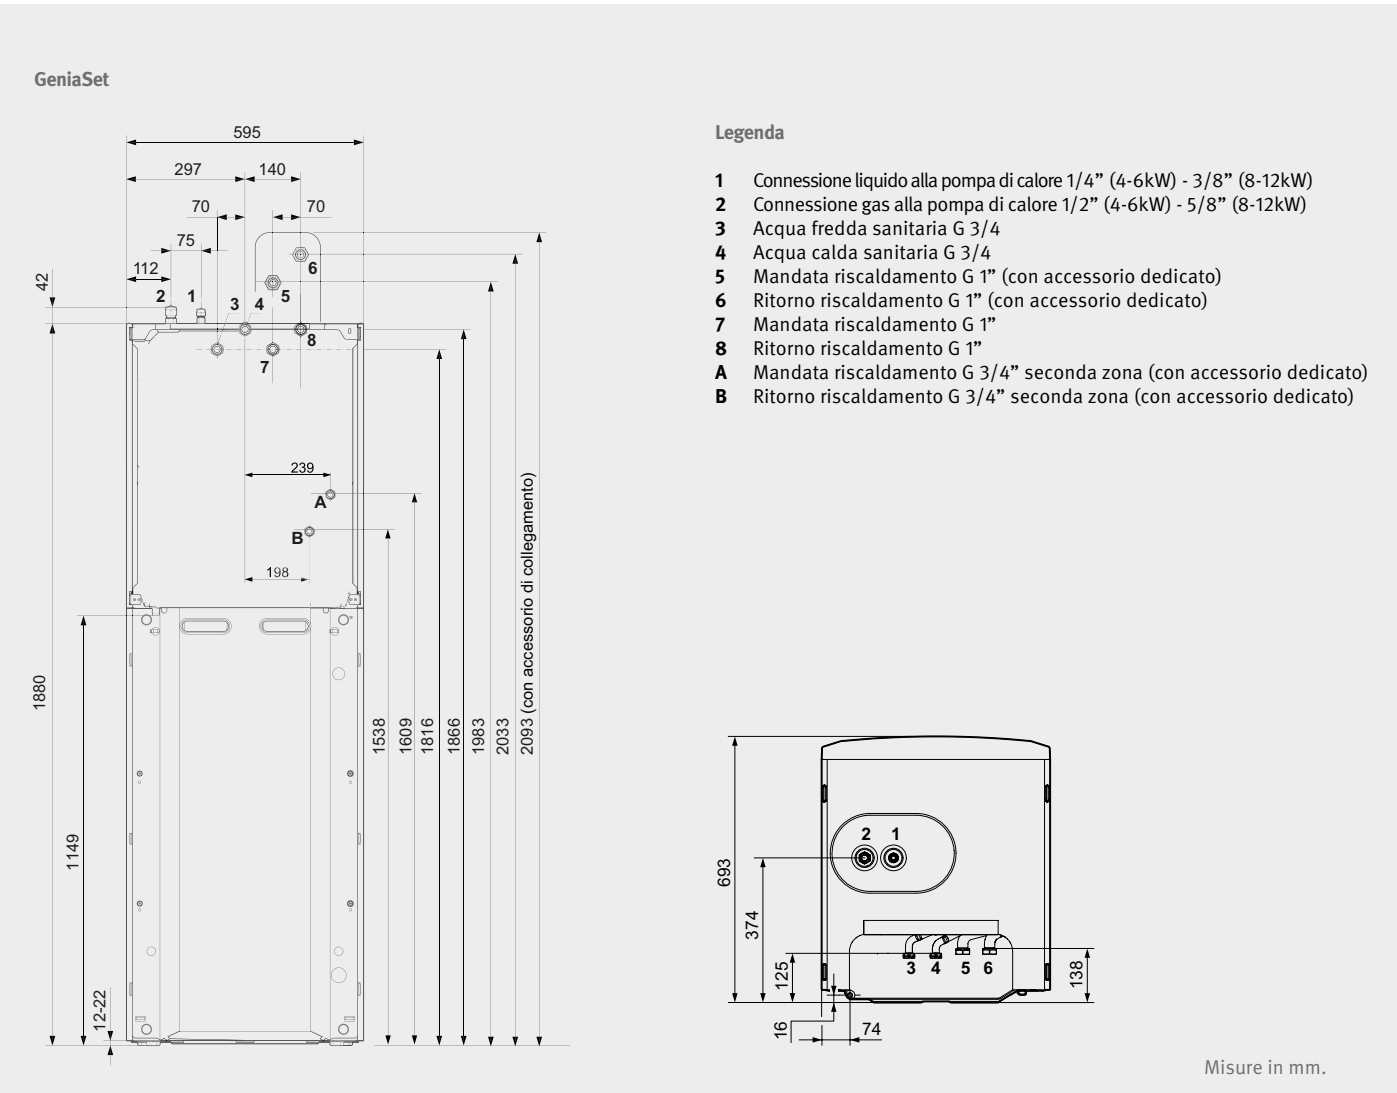 GeniaSet
595
297
140
70
70
75
112
42
2
1
3
4
5
6
7
8
239
A
B
198
1880
1149
12-22
1538
1609
1816
1866
1983
2033
2093 (con accessorio di collegamento)
Legenda
1 Connessione liquido alla pompa di calore 1/4” (4-6kW) - 3/8” (8-12kW)
2 Connessione gas alla pompa di calore 1/2” (4-6kW) - 5/8” (8-12kW)
3 Acqua fredda sanitaria G 3/4
4 Acqua calda sanitaria G 3/4
5 Mandata riscaldamento G 1” (con accessorio dedicato)
6 Ritorno riscaldamento G 1” (con accessorio dedicato)
7 Mandata riscaldamento G 1”
8 Ritorno riscaldamento G 1”
A Mandata riscaldamento G 3/4” seconda zona (con accessorio dedicato)
B Ritorno riscaldamento G 3/4” seconda zona (con accessorio dedicato)
2 1
693
374
125
3 4 5 6
138
16
74
Misure in mm.